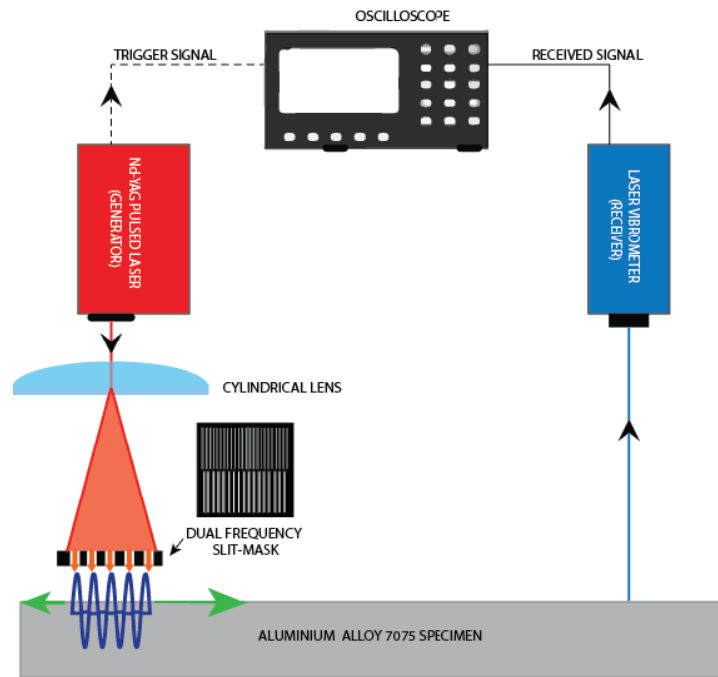 OSCILLOSCOPE
TRIGGER SIGNAL
RECEIVED SIGNAL
Nd-YAG PULSED LASER
(GENERATOR)
LASER VIBROMETER
(RECEIVER)
CYLINDRICAL LENS
DUAL FREQUENCY
SLIT-MASK
ALUMINIUM ALLOY 7075 SPECIMEN